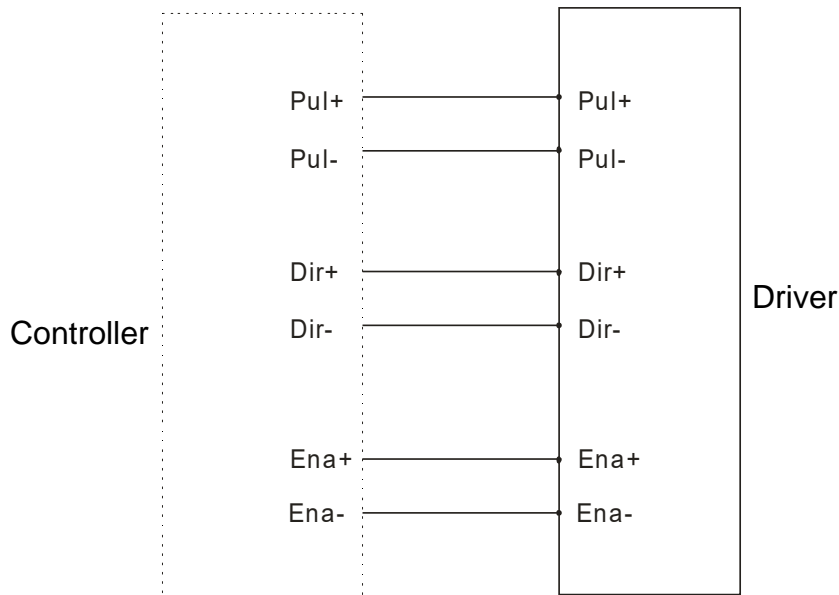 Pul+ Pul+
Pul- Pul-
Dir+ Dir+
Driver
Controller Dir- Dir-
Ena+ Ena+
Ena- Ena-